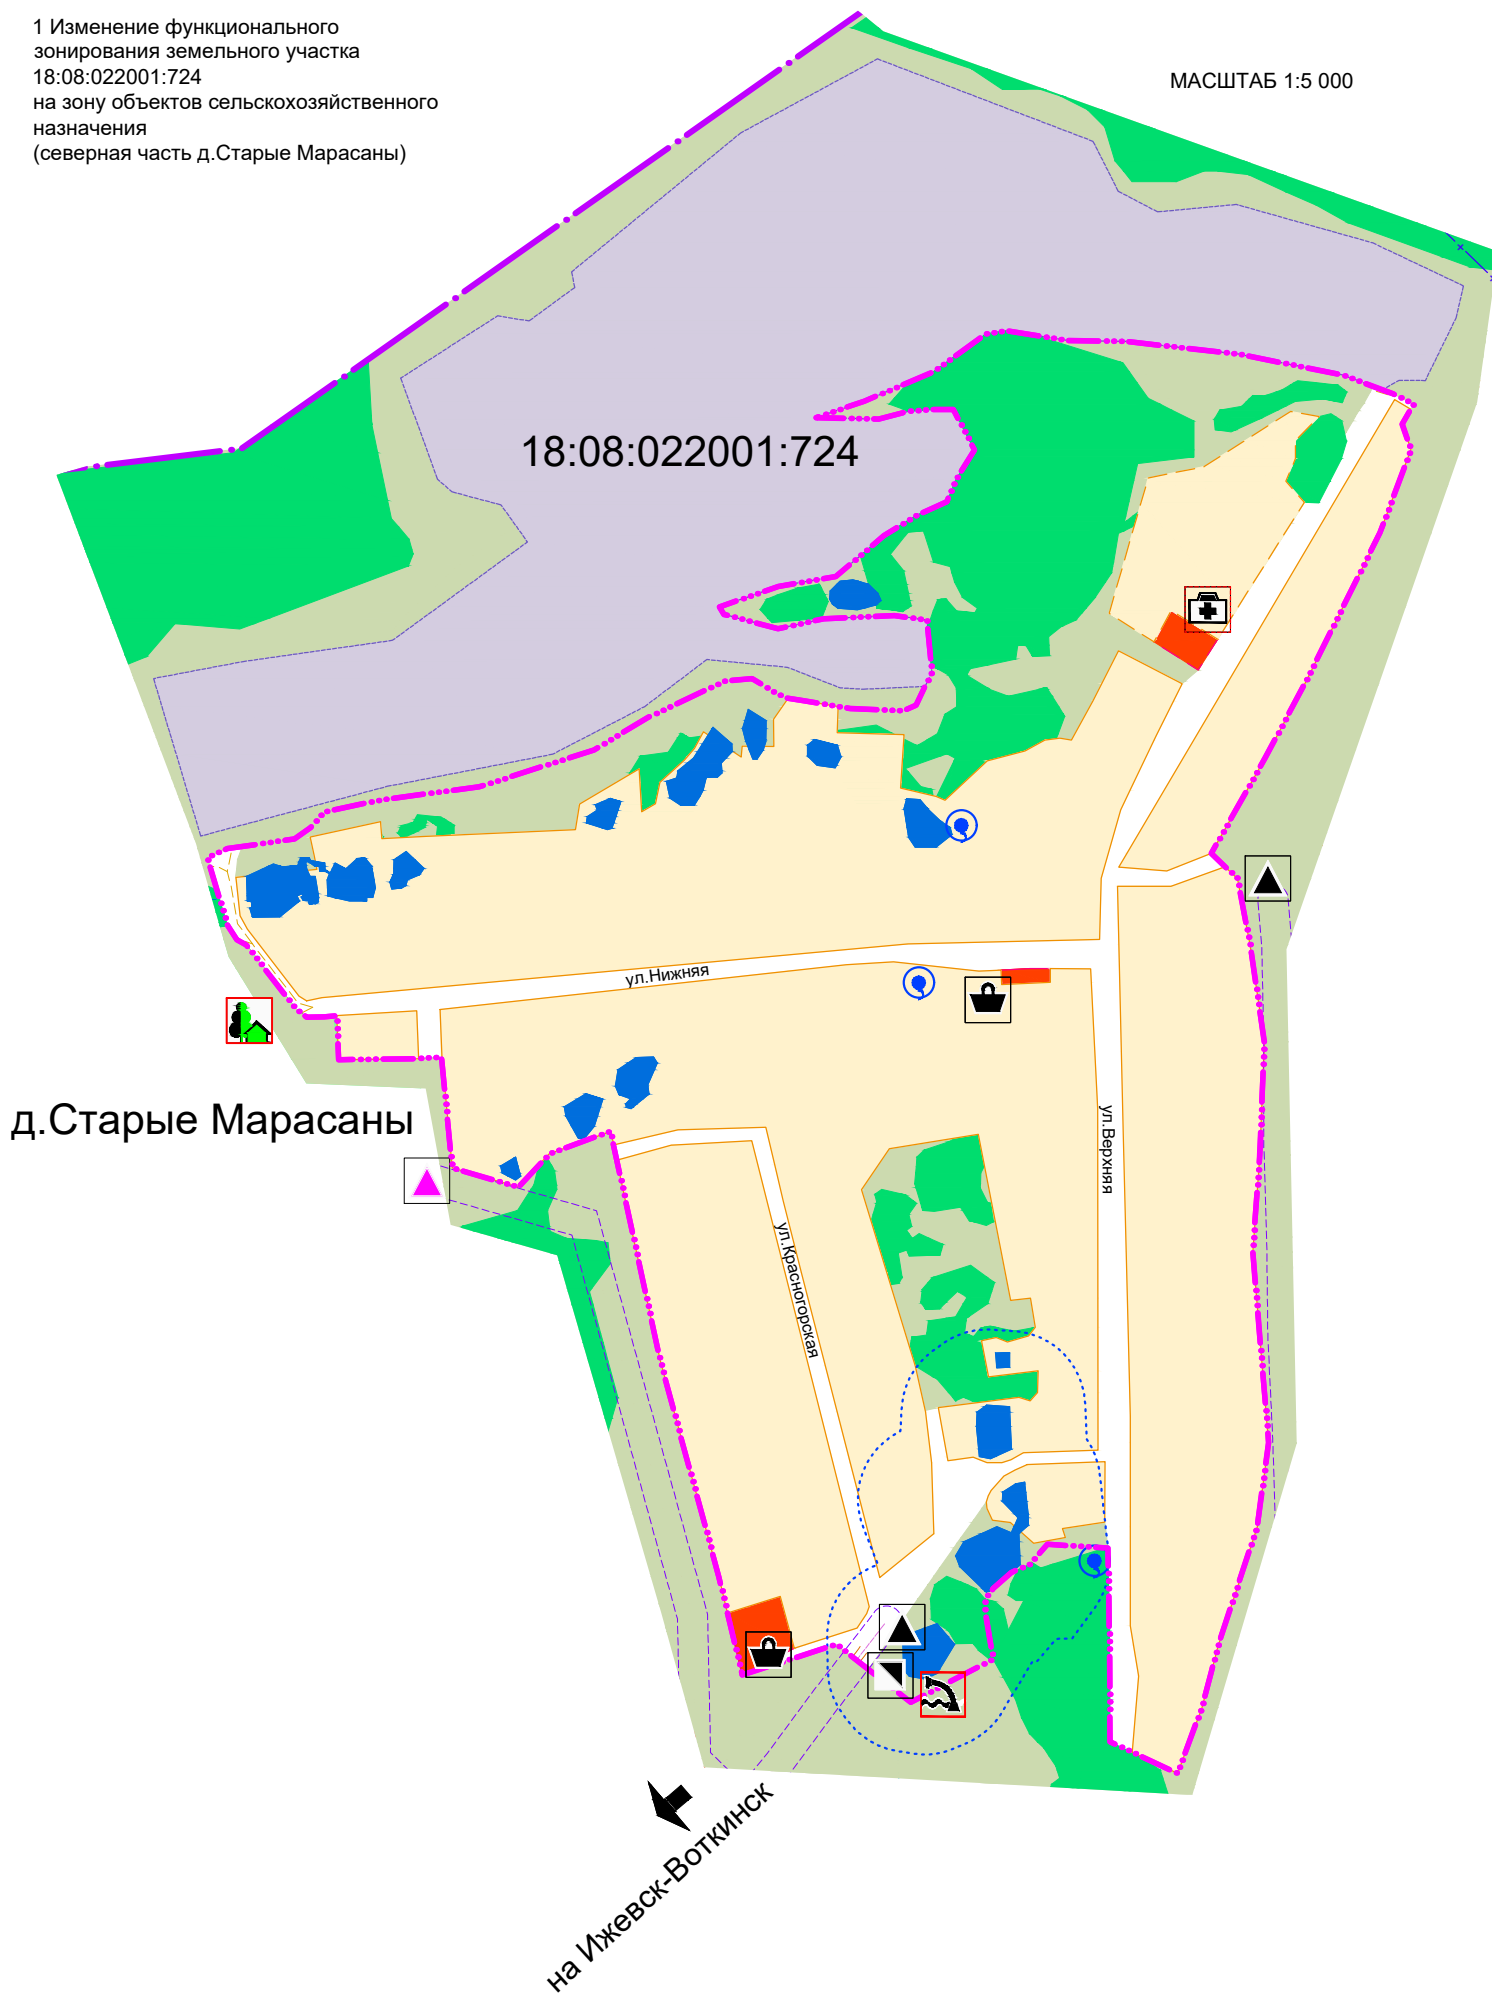 1 Изменение функционального
зонирования земельного участка
18:08:022001:724
на зону объектов сельскохозяйственного
назначения
(северная часть д.Старые Марасаны)
МАСШТАБ 1:5 000
18:08:022001:724
ул.Нижняя
д.Старые Марасаны
ул.Верхняя
ул.Красногорская
на Ижевск-Воткинск